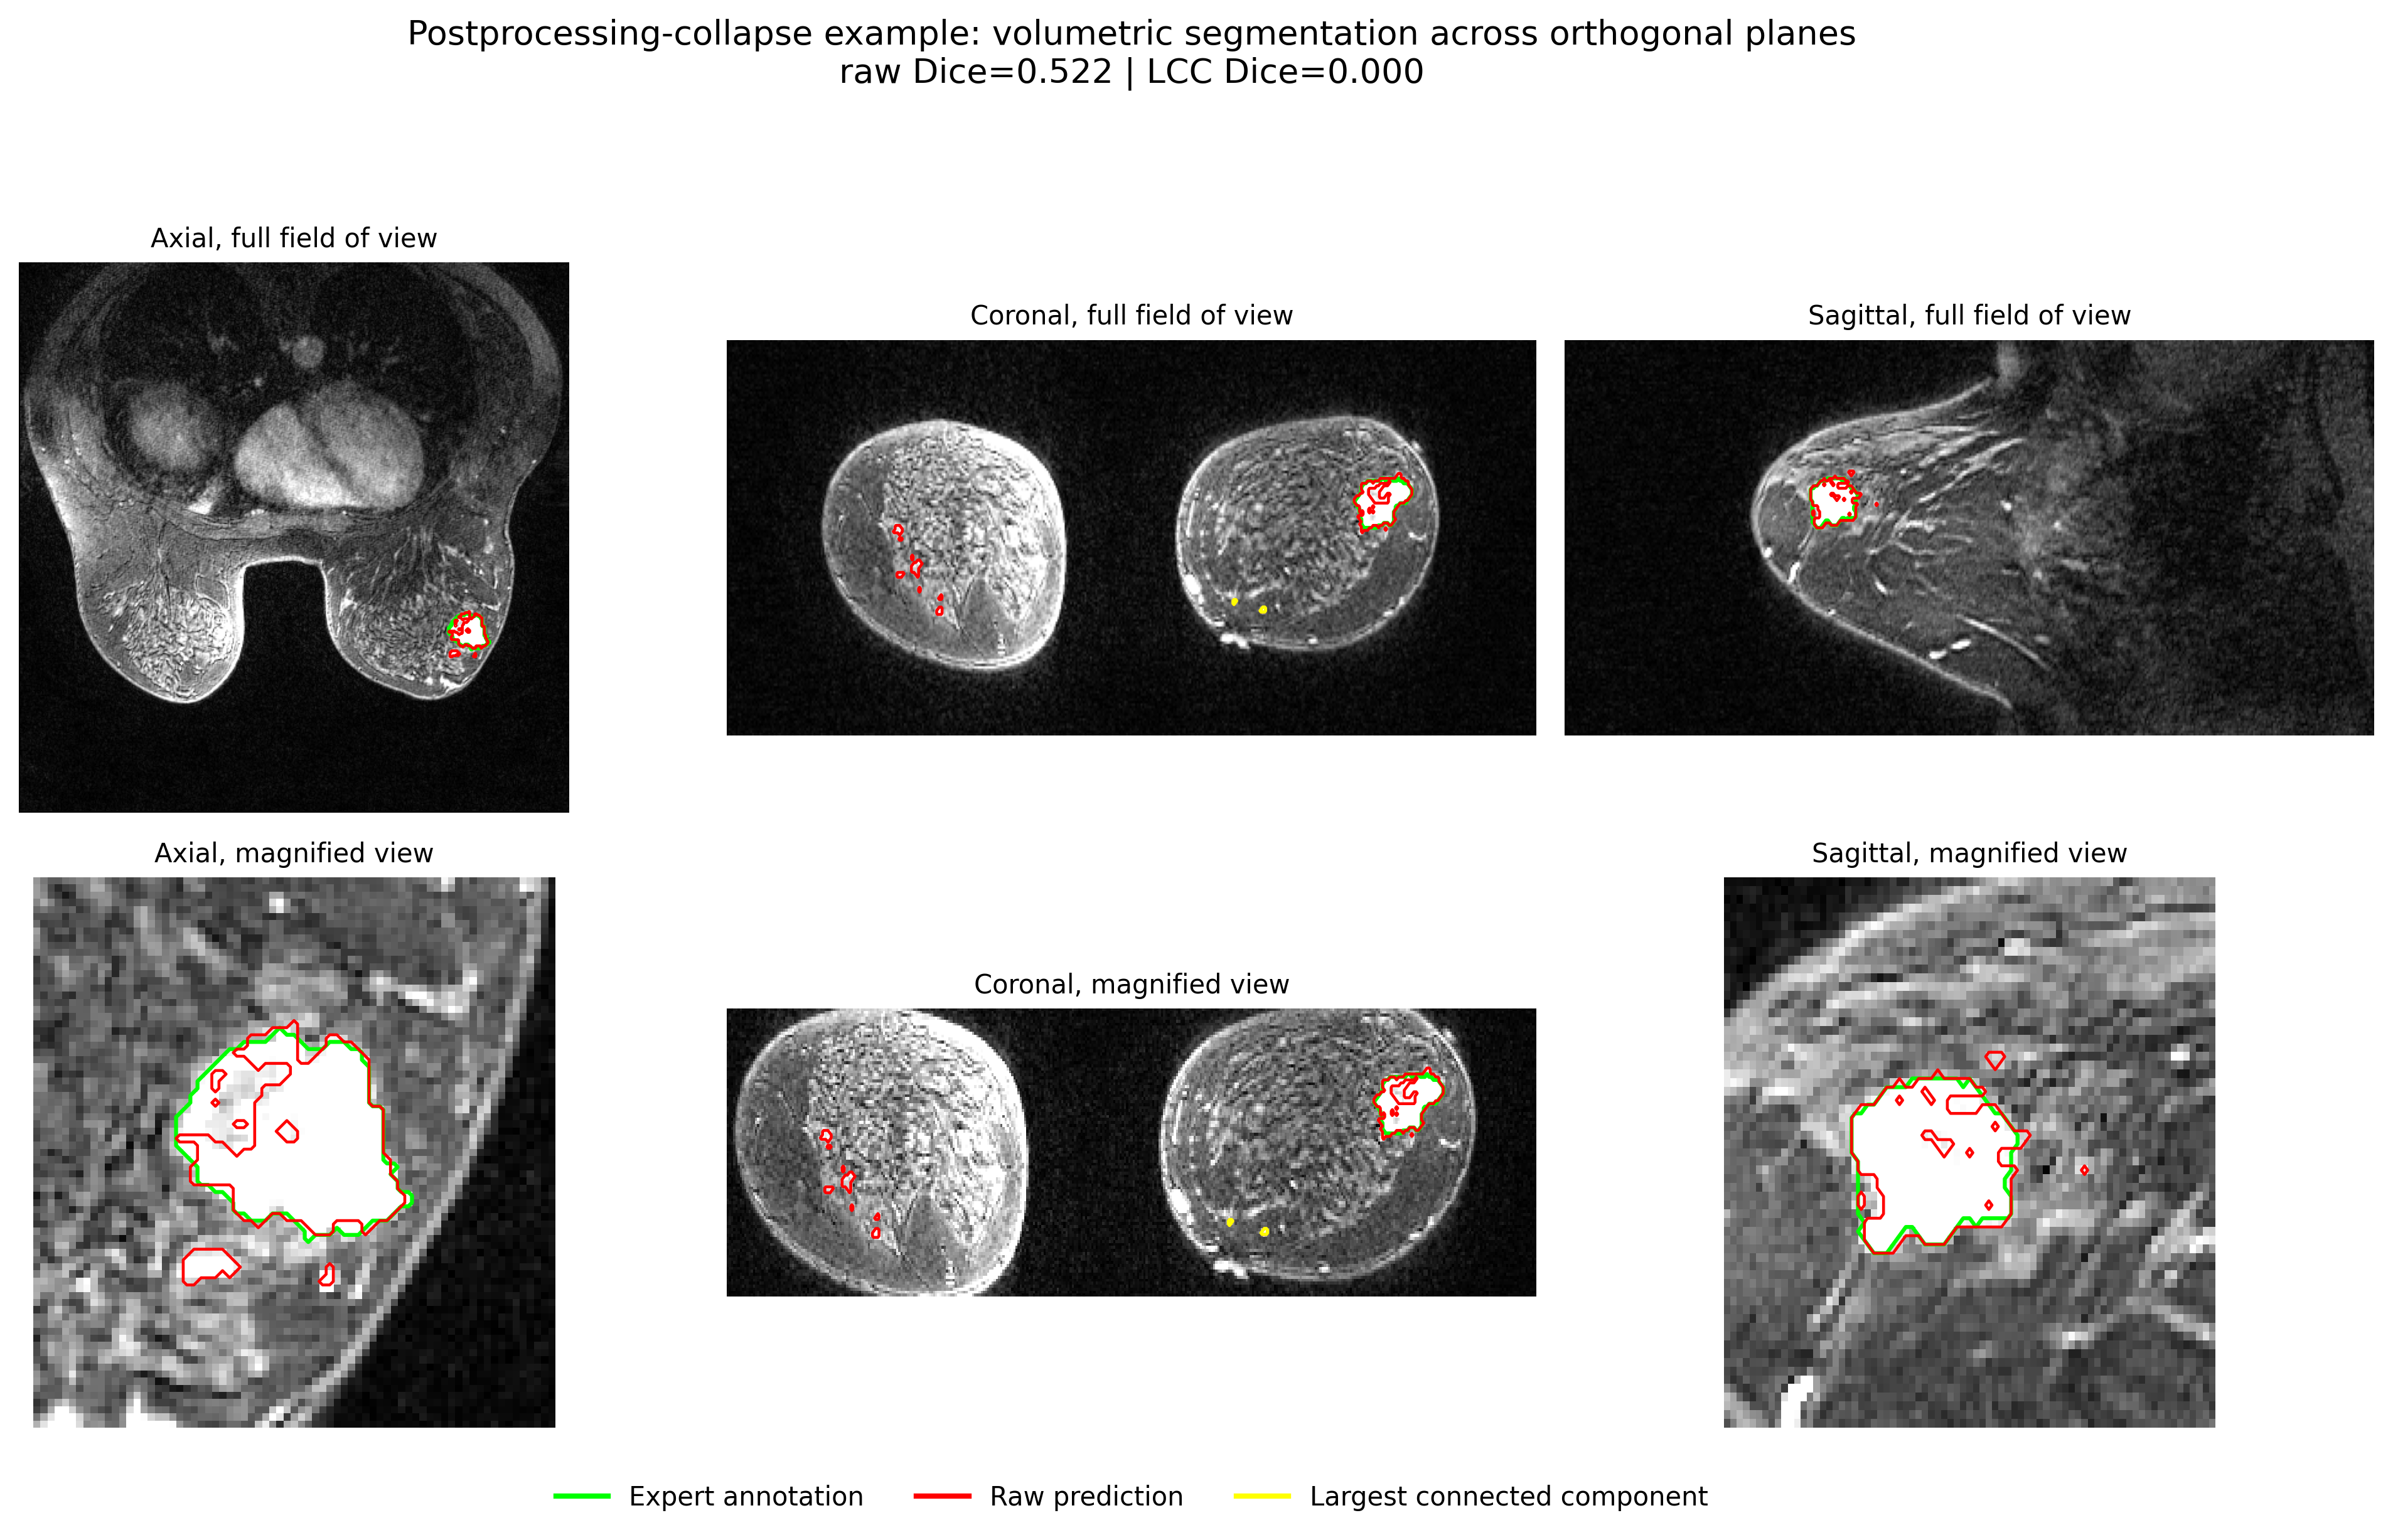 Postprocessing-collapse example: volumetric segmentation across orthogonal planes
raw Dice=0.522 | LCC Dice=0.000
Axial, full field of view
Coronal, full field of view
Sagittal, full field of view
Axial, magnified view
Coronal, magnified view
Sagittal, magnified view
Expert annotation
Raw prediction
Largest connected component